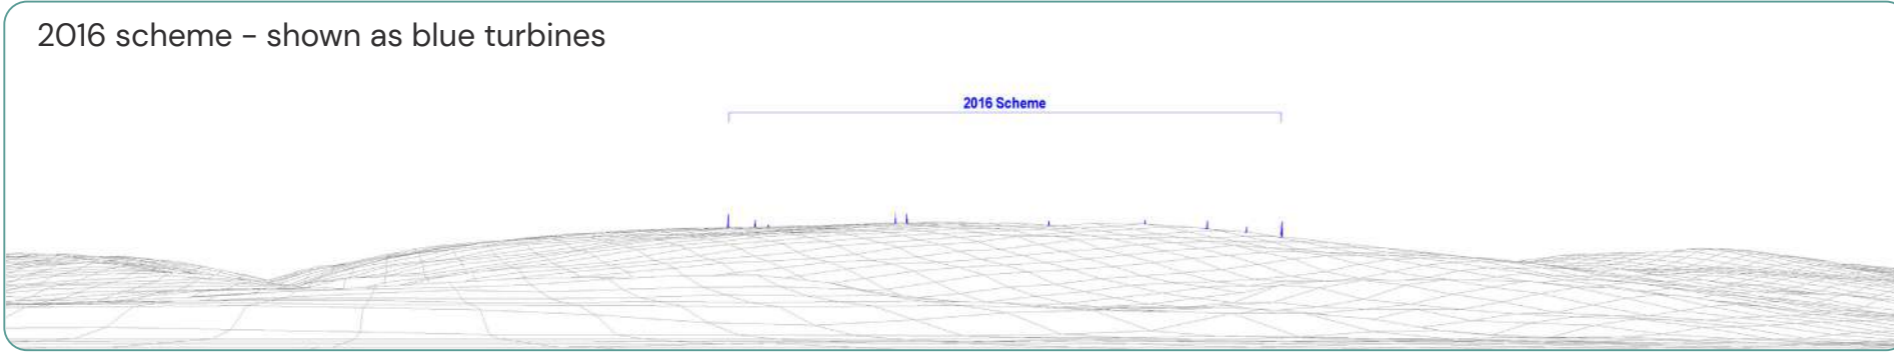 2016 scheme - shown as blue turbines
2016 Scheme